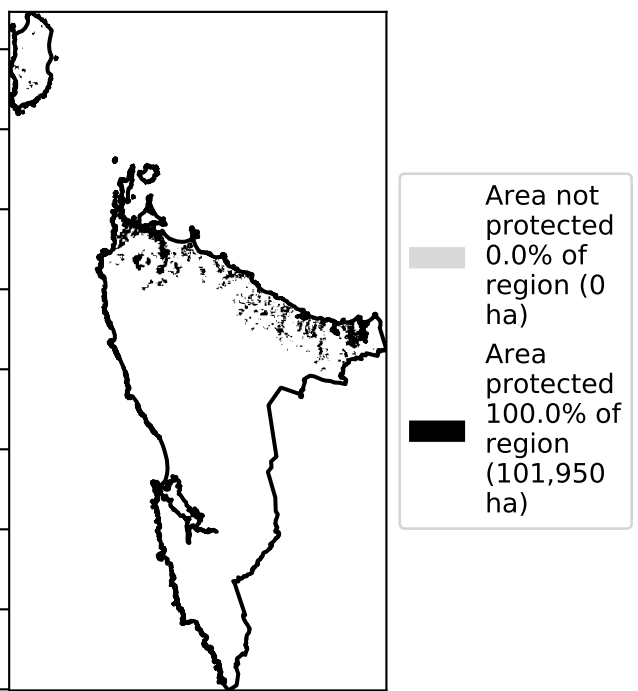 Area not
protected
0.0% of
region (0
ha)
Area
protected
100.0% of
region
(101,950
ha)